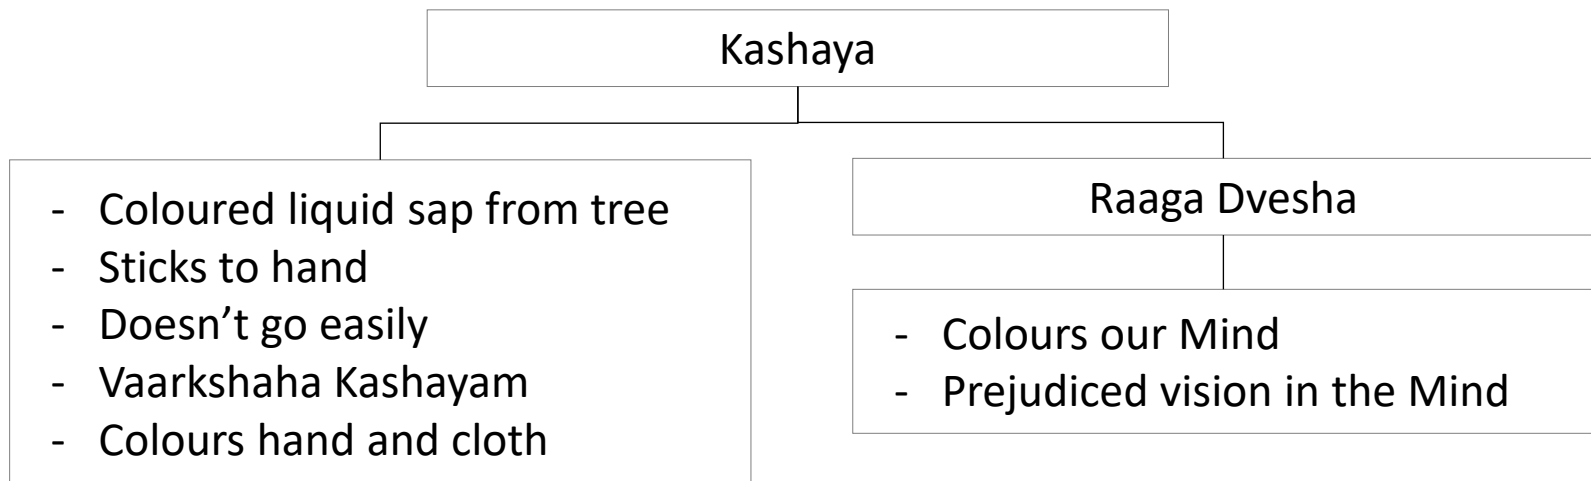 Kashaya
- Coloured liquid sap from tree
- Sticks to hand
- Doesn’t go easily
- Vaarkshaha Kashayam
- Colours hand and cloth
Raaga Dvesha
- Colours our Mind
- Prejudiced vision in the Mind